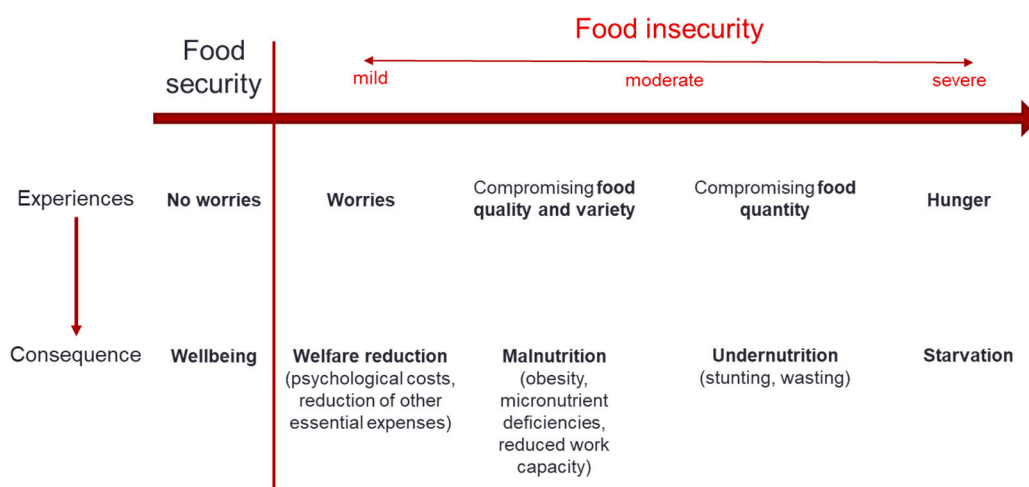 Food
security
Food insecurity
mild
moderate
severe
Experiences
No worries
Worries
Compromising food
quality and variety
Compromising food
quantity
Hunger
Consequence
Wellbeing
Welfare reduction
(psychological costs,
reduction of other
essential expenses)
Malnutrition
(obesity,
micronutrient
deficiencies,
reduced work
capacity)
Undernutrition
(stunting, wasting)
Starvation